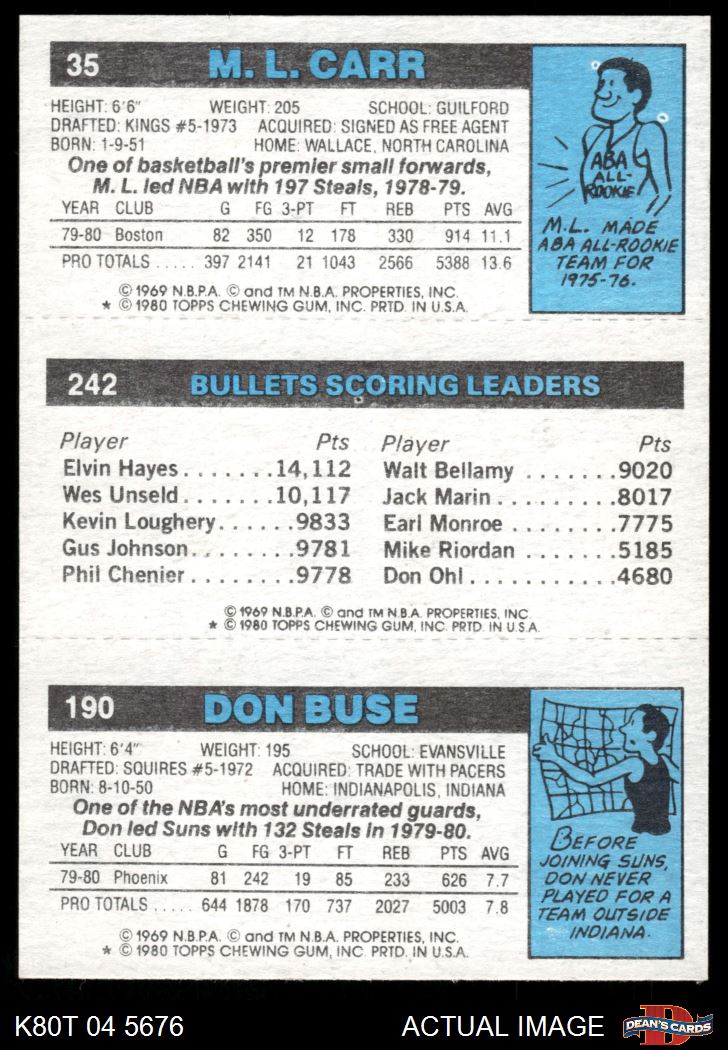 35 M. L. CARR
HEIGHT: 6'6" WEIGHT: 205 SCHOOL: GUILFORD
DRAFTED: KINGS #5-1973 ACQUIRED: SIGNED AS FREE AGENT
BORN: 1-9-51 HOME: WALLACE, NORTH CAROLINA
One of basketball's premier small forwards,
M. L. led NBA with 197 Steals, 1978-79.
YEAR CLUB G FG 3-PT FT REB PTS AVG
79-80 Boston 82 350 12 178 330 914 11.1
PRO TOTALS ..... 397 2141 21 1043 2566 5388 13.6
© 1969 N.B.P.A. © and TM N.B.A. PROPERTIES, INC.
* © 1980 TOPPS CHEWING GUM, INC. PRTD. IN U.S.A.
ABA
ALL-
ROOKIE
M.L. MADE
ABA ALL-ROOKIE
TEAM FOR
1975-76.
242 BULLETS SCORING LEADERS
Player Pts Player Pts
Elvin Hayes.......14,112 Walt Bellamy .......9020
Wes Unseld.......10,117 Jack Marin.........8017
Kevin Loughery......9833 Earl Monroe ........7775
Gus Johnson........9781 Mike Riordan .......5185
Phil Chenier........9778 Don Ohl...........4680
© 1969 N.B.P.A. © and TM N.B.A. PROPERTIES, INC.
* © 1980 TOPPS CHEWING GUM, INC. PRTD. IN U.S.A.
190 DON BUSE
HEIGHT: 6'4" WEIGHT: 195 SCHOOL: EVANSVILLE
DRAFTED: SQUIRES #5-1972 ACQUIRED: TRADE WITH PACERS
BORN: 8-10-50 HOME: INDIANAPOLIS, INDIANA
One of the NBA's most underrated guards,
Don led Suns with 132 Steals in 1979-80.
YEAR CLUB G FG 3-PT FT REB PTS AVG
79-80 Phoenix 81 242 19 85 233 626 7.7
PRO TOTALS ..... 644 1878 170 737 2027 5003 7.8
© 1969 N.B.P.A. © and TM N.B.A. PROPERTIES, INC.
* © 1980 TOPPS CHEWING GUM, INC. PRTD. IN U.S.A.
BEFORE
JOINING SUNS,
DON NEVER
PLAYED FOR A
TEAM OUTSIDE
INDIANA.
K80T 04 5676 ACTUAL IMAGE
D
DEAN'S CARDS